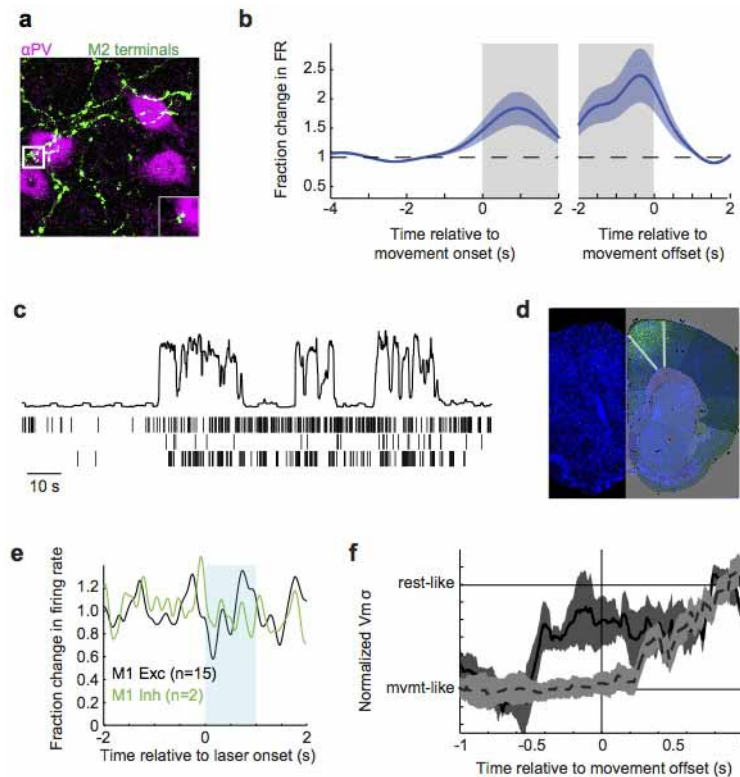 a
αPV M2 terminals
b
Fraction change in FR
2.5
2
1.5
1
0.5
-4 -2 0 2 -2 0 2
Time relative to movement onset (s)
Time relative to movement offset (s)
c
10 s
d
e
Fraction change in firing rate
1.2
1.0
0.8
0.6
0.4
0.2
0
M1 Exc (n=15)
M1 Inh (n=2)
-2 0 2
Time relative to laser onset (s)
f
Normalized Vm σ
rest-like
mvmt-like
-1 -0.5 0 0.5
Time relative to movement offset (s)